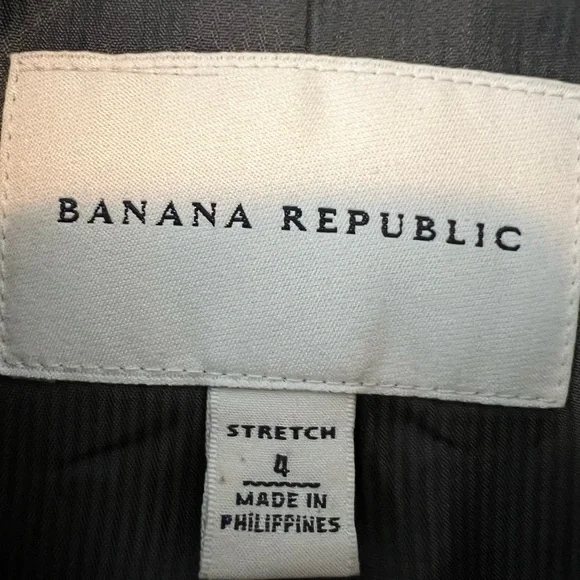 BANANA REPUBLIC
STRETCH
4
MADE IN
PHILIPPINES